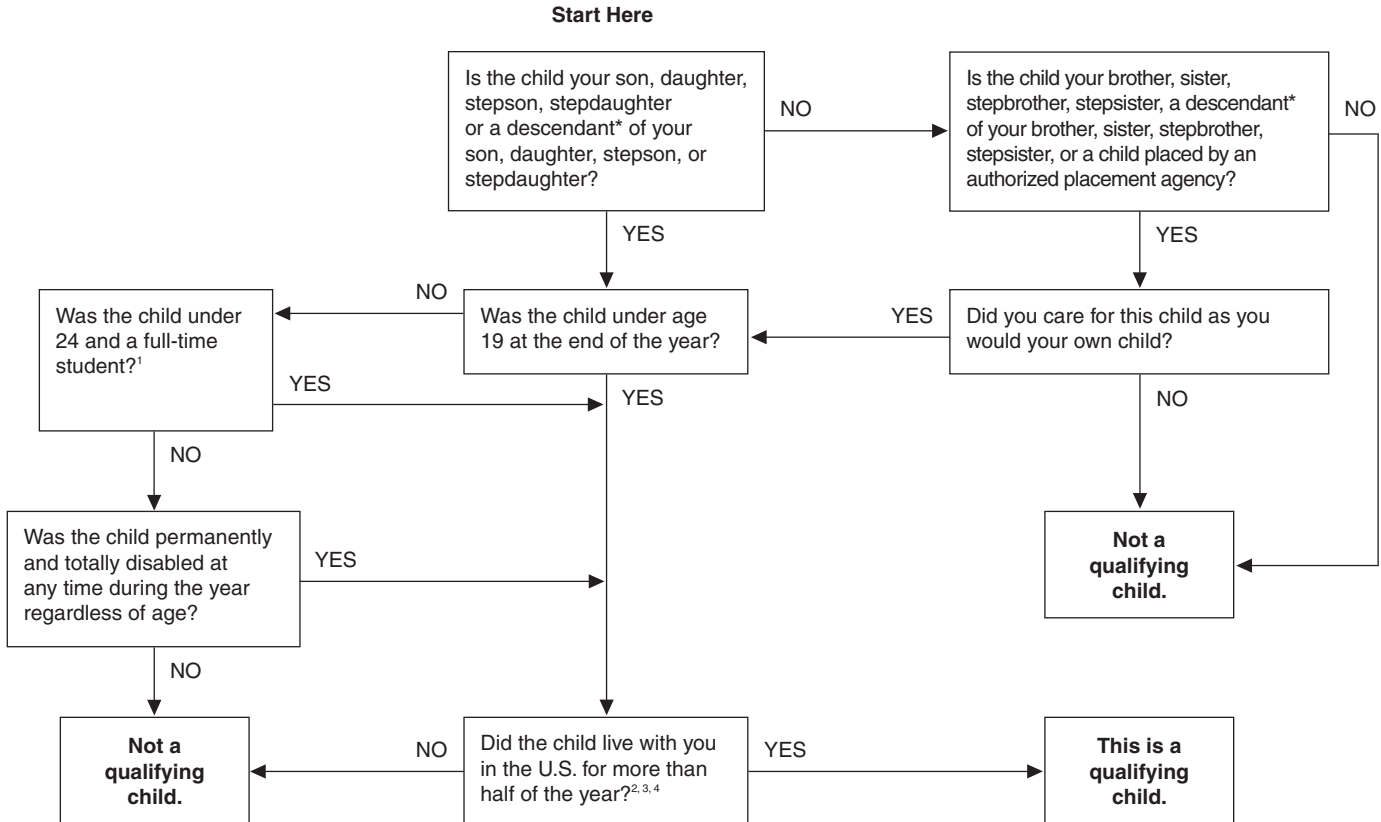 Start Here
Is the child your son, daughter,
stepson, stepdaughter
or a descendant* of your
son, daughter, stepson, or
stepdaughter?
NO
Is the child your brother, sister,
stepbrother, stepsister, a descendant*
of your brother, sister, stepbrother,
stepsister, or a child placed by an
authorized placement agency?
NO
YES
YES
Was the child under
24 and a full-time
student?¹
NO
Was the child under age
19 at the end of the year?
YES
Did you care for this child as you
would your own child?
YES
YES
NO
NO
Was the child permanently
and totally disabled at
any time during the year
regardless of age?
YES
Not a
qualifying
child.
NO
Not a
qualifying
child.
NO
Did the child live with you
in the U.S. for more than
half of the year?²,³,⁴
YES
This is a
qualifying
child.